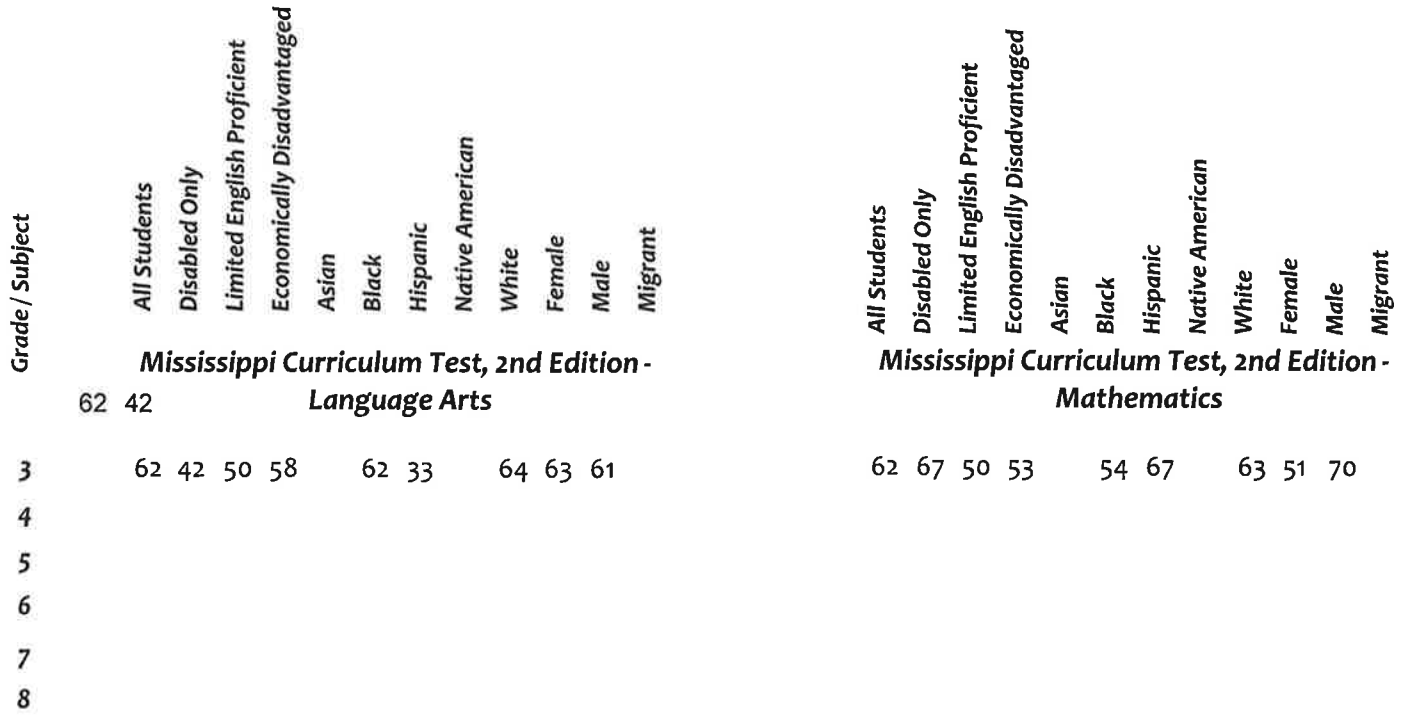 Grade / Subject
All Students
Disabled Only
Limited English Proficient
Economically Disadvantaged
Asian
Black
Hispanic
Native American
White
Female
Male
Migrant
All Students
Disabled Only
Limited English Proficient
Economically Disadvantaged
Asian
Black
Hispanic
Native American
White
Female
Male
Migrant
Mississippi Curriculum Test, 2nd Edition -
Language Arts
Mississippi Curriculum Test, 2nd Edition -
Mathematics
62 42
3 62 42 50 58 62 33 64 63 61 62 67 50 53 54 67 63 51 70
4
5
6
7
8